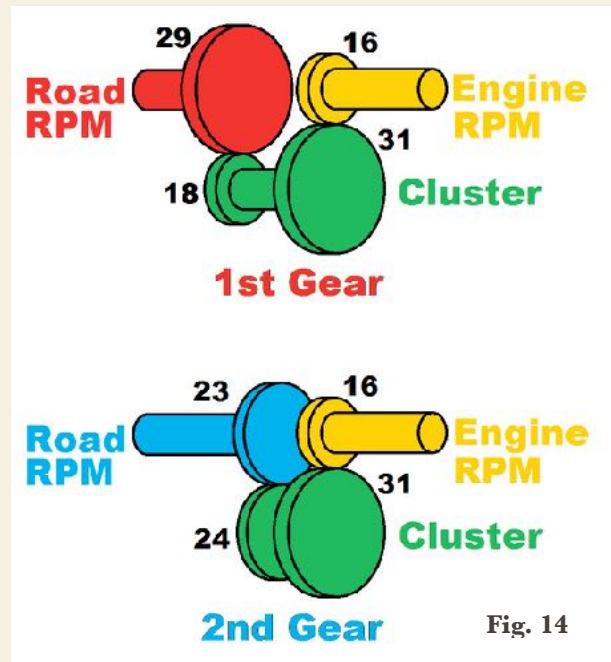 29
16
Road
RPM
Engine
RPM
31
18
Cluster
1st Gear
23
16
Road
RPM
Engine
RPM
31
24
Cluster
2nd Gear
Fig. 14